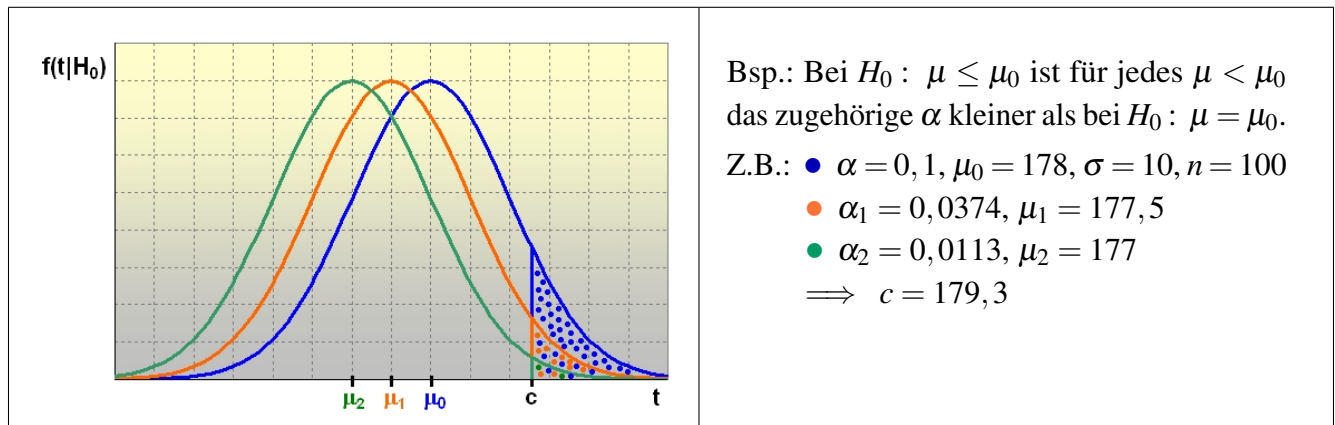 f(t|H₀)
μ₂ μ₁ μ₀ c t
Bsp.: Bei H₀ : μ ≤ μ₀ ist für jedes μ < μ₀
das zugehörige α kleiner als bei H₀ : μ = μ₀.
Z.B.: ● α = 0,1, μ₀ = 178, σ = 10, n = 100
● α₁ = 0,0374, μ₁ = 177,5
● α₂ = 0,0113, μ₂ = 177
⟹ c = 179,3